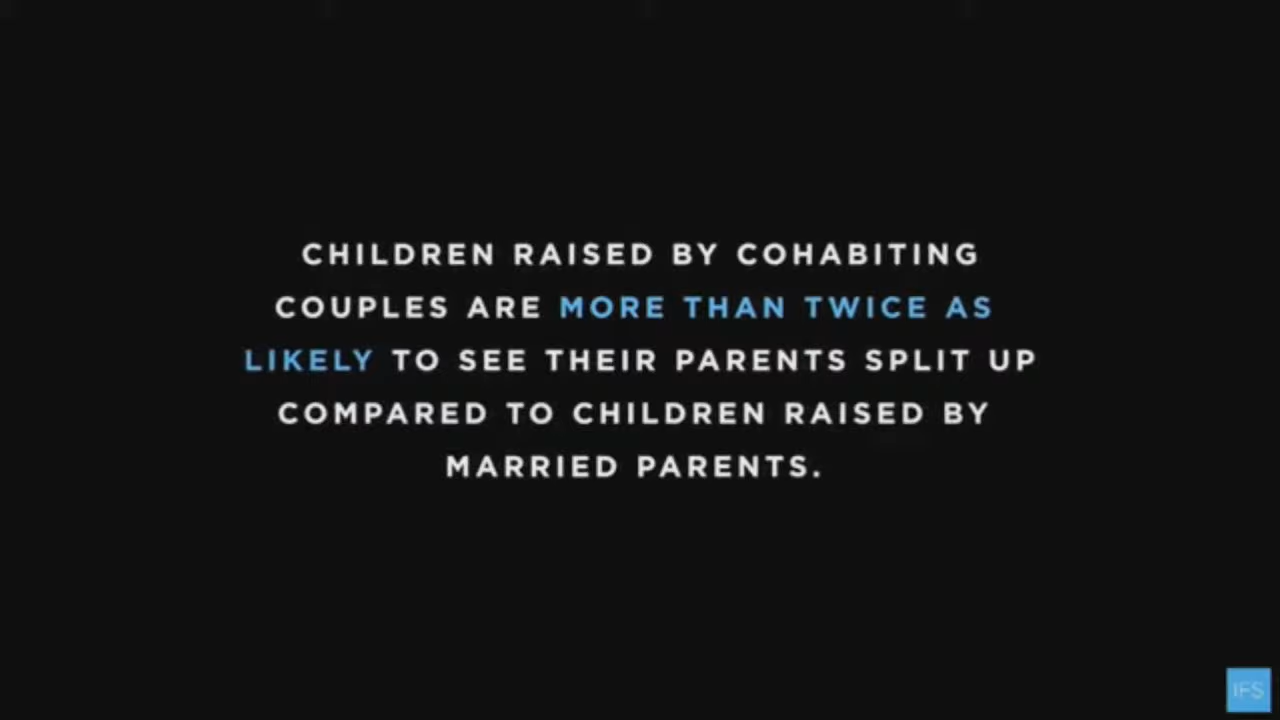 CHILDREN RAISED BY COHABITING
COUPLES ARE MORE THAN TWICE AS
LIKELY TO SEE THEIR PARENTS SPLIT UP
COMPARED TO CHILDREN RAISED BY
MARRIED PARENTS.
IFS